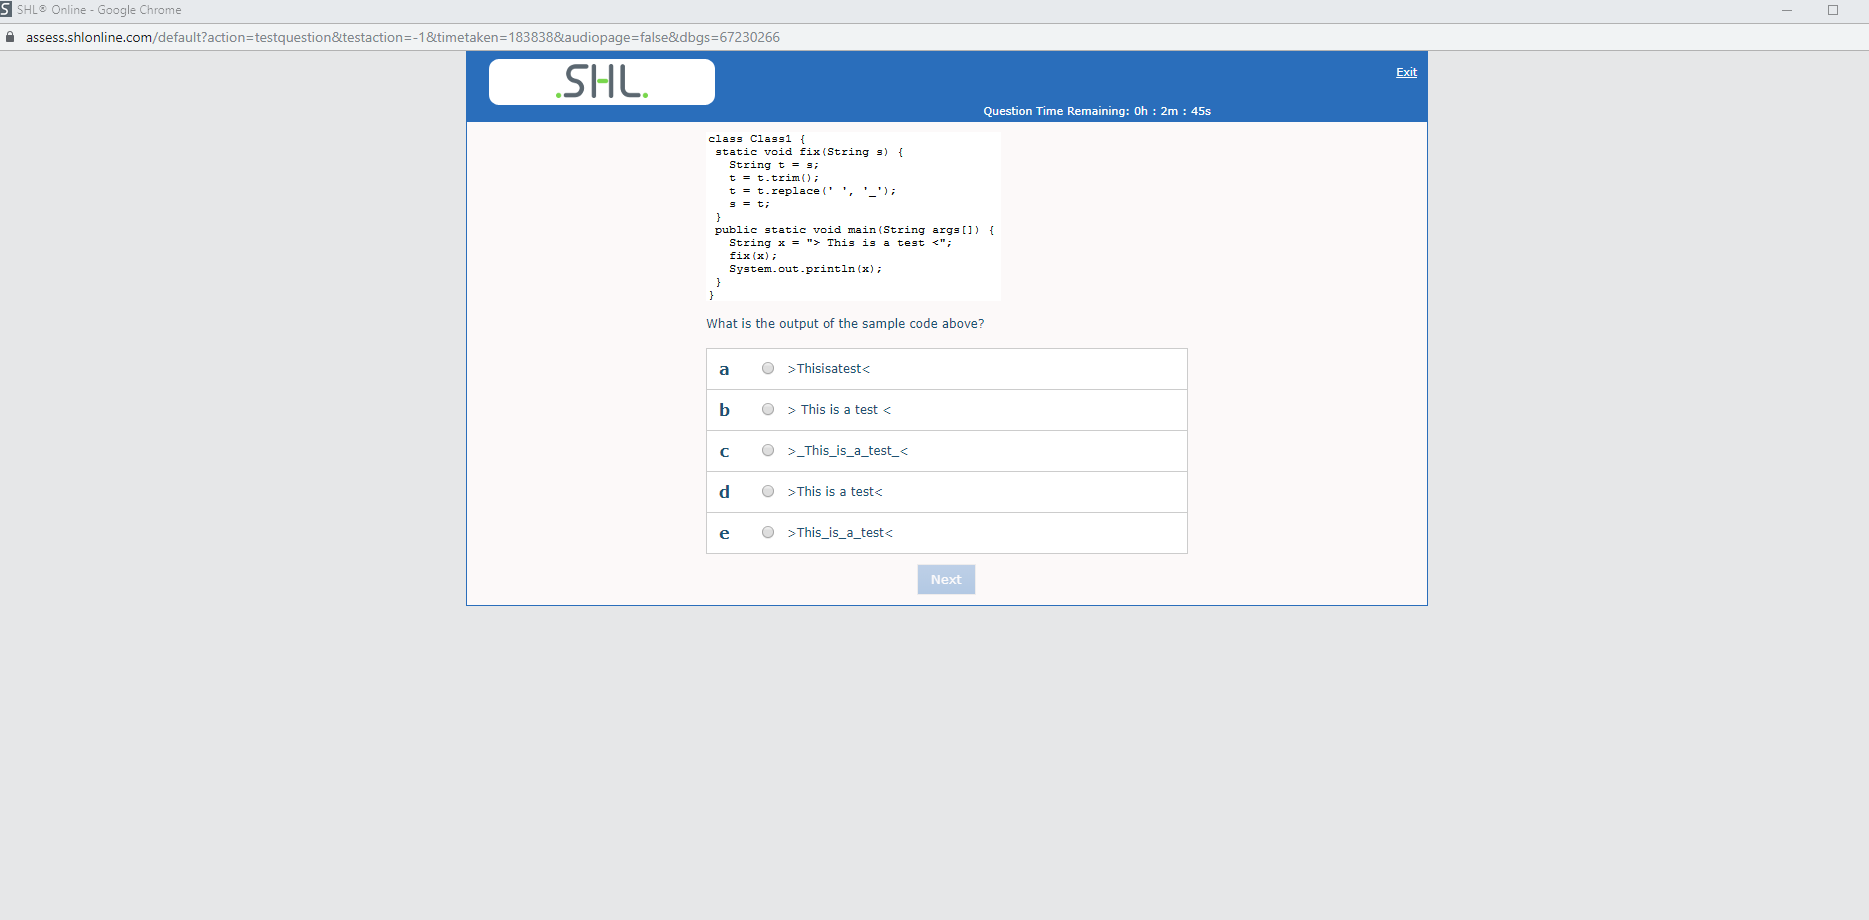 SHL® Online - Google Chrome
assess.shlonline.com/default?action=testquestion&testaction=-1&timetaken=183838&audiopage=false&dbgs=67230266
.SHL.
Exit
Question Time Remaining: 0h : 2m : 45s
class Class1 {
static void fix(String s) {
String t = s;
t = t.trim();
t = t.replace(' ', '_');
s = t;
}
public static void main(String args[]) {
String x = "> This is a test <";
fix(x);
System.out.println(x);
}
}
What is the output of the sample code above?
a >Thisisatest<
b > This is a test <
c >_This_is_a_test_<
d >This is a test<
e >This_is_a_test<
Next